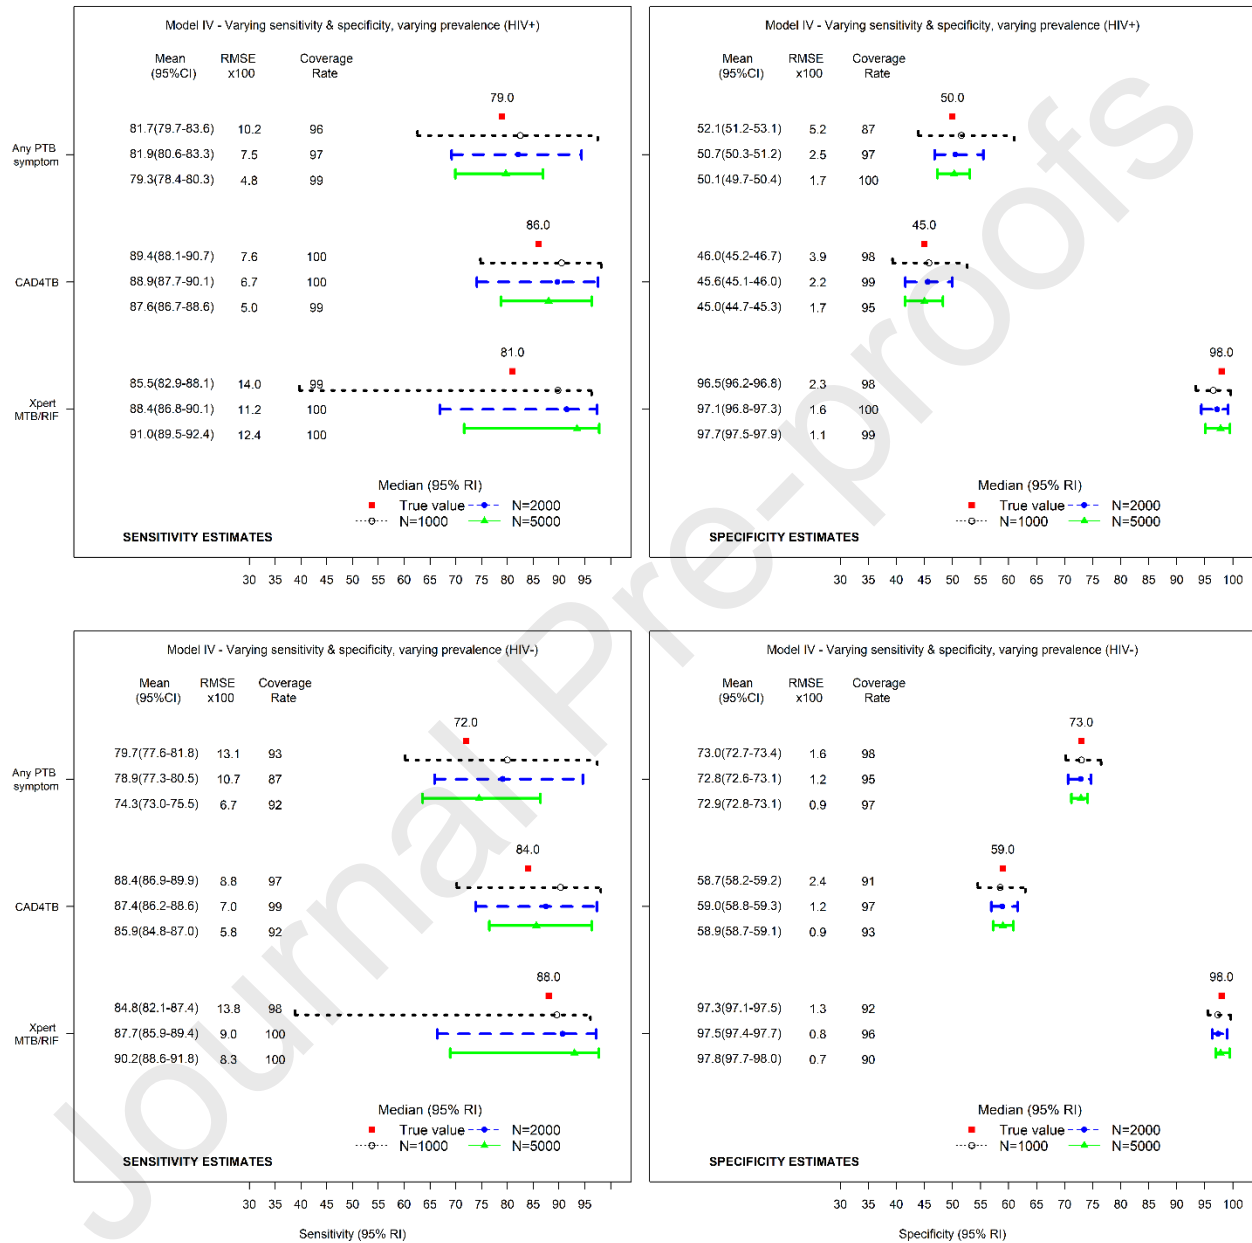 Model IV - Varying sensitivity & specificity, varying prevalence (HIV+)
Mean RMSE Coverage
(95%CI) x100 Rate
79.0
81.7(79.7-83.6) 10.2 96
Any PTB symptom
81.9(80.6-83.3) 7.5 97
79.3(78.4-80.3) 4.8 99
86.0
89.4(88.1-90.7) 7.6 100
CAD4TB 88.9(87.7-90.1) 6.7 100
87.6(86.7-88.6) 5.0 99
81.0
85.5(82.9-88.1) 14.0 99
Xpert MTB/RIF
88.4(86.8-90.1) 11.2 100
91.0(89.5-92.4) 12.4 100
Median (95% RI)
True value N=2000
N=1000 N=5000
SENSITIVITY ESTIMATES
30 35 40 45 50 55 60 65 70 75 80 85 90 95
Model IV - Varying sensitivity & specificity, varying prevalence (HIV+)
Mean RMSE Coverage
(95%CI) x100 Rate
50.0
52.1(51.2-53.1) 5.2 87
50.7(50.3-51.2) 2.5 97
50.1(49.7-50.4) 1.7 100
45.0
46.0(45.2-46.7) 3.9 98
45.6(45.1-46.0) 2.2 99
45.0(44.7-45.3) 1.7 95
98.0
96.5(96.2-96.8) 2.3 98
97.1(96.8-97.3) 1.6 100
97.7(97.5-97.9) 1.1 99
Median (95% RI)
True value N=2000
N=1000 N=5000
SPECIFICITY ESTIMATES
30 35 40 45 50 55 60 65 70 75 80 85 90 95 100
Model IV - Varying sensitivity & specificity, varying prevalence (HIV-)
Mean RMSE Coverage
(95%CI) x100 Rate
72.0
79.7(77.6-81.8) 13.1 93
Any PTB symptom
78.9(77.3-80.5) 10.7 87
74.3(73.0-75.5) 6.7 92
84.0
88.4(86.9-89.9) 8.8 97
CAD4TB 87.4(86.2-88.6) 7.0 99
85.9(84.8-87.0) 5.8 92
88.0
84.8(82.1-87.4) 13.8 98
Xpert MTB/RIF
87.7(85.9-89.4) 9.0 100
90.2(88.6-91.8) 8.3 100
Median (95% RI)
True value N=2000
N=1000 N=5000
SENSITIVITY ESTIMATES
30 35 40 45 50 55 60 65 70 75 80 85 90 95
Sensitivity (95% RI)
Model IV - Varying sensitivity & specificity, varying prevalence (HIV-)
Mean RMSE Coverage
(95%CI) x100 Rate
73.0
73.0(72.7-73.4) 1.6 98
72.8(72.6-73.1) 1.2 95
72.9(72.8-73.1) 0.9 97
59.0
58.7(58.2-59.2) 2.4 91
59.0(58.8-59.3) 1.2 97
58.9(58.7-59.1) 0.9 93
98.0
97.3(97.1-97.5) 1.3 92
97.5(97.4-97.7) 0.8 96
97.8(97.7-98.0) 0.7 90
Median (95% RI)
True value N=2000
N=1000 N=5000
SPECIFICITY ESTIMATES
30 35 40 45 50 55 60 65 70 75 80 85 90 95 100
Specificity (95% RI)
Journal Pre-proofs